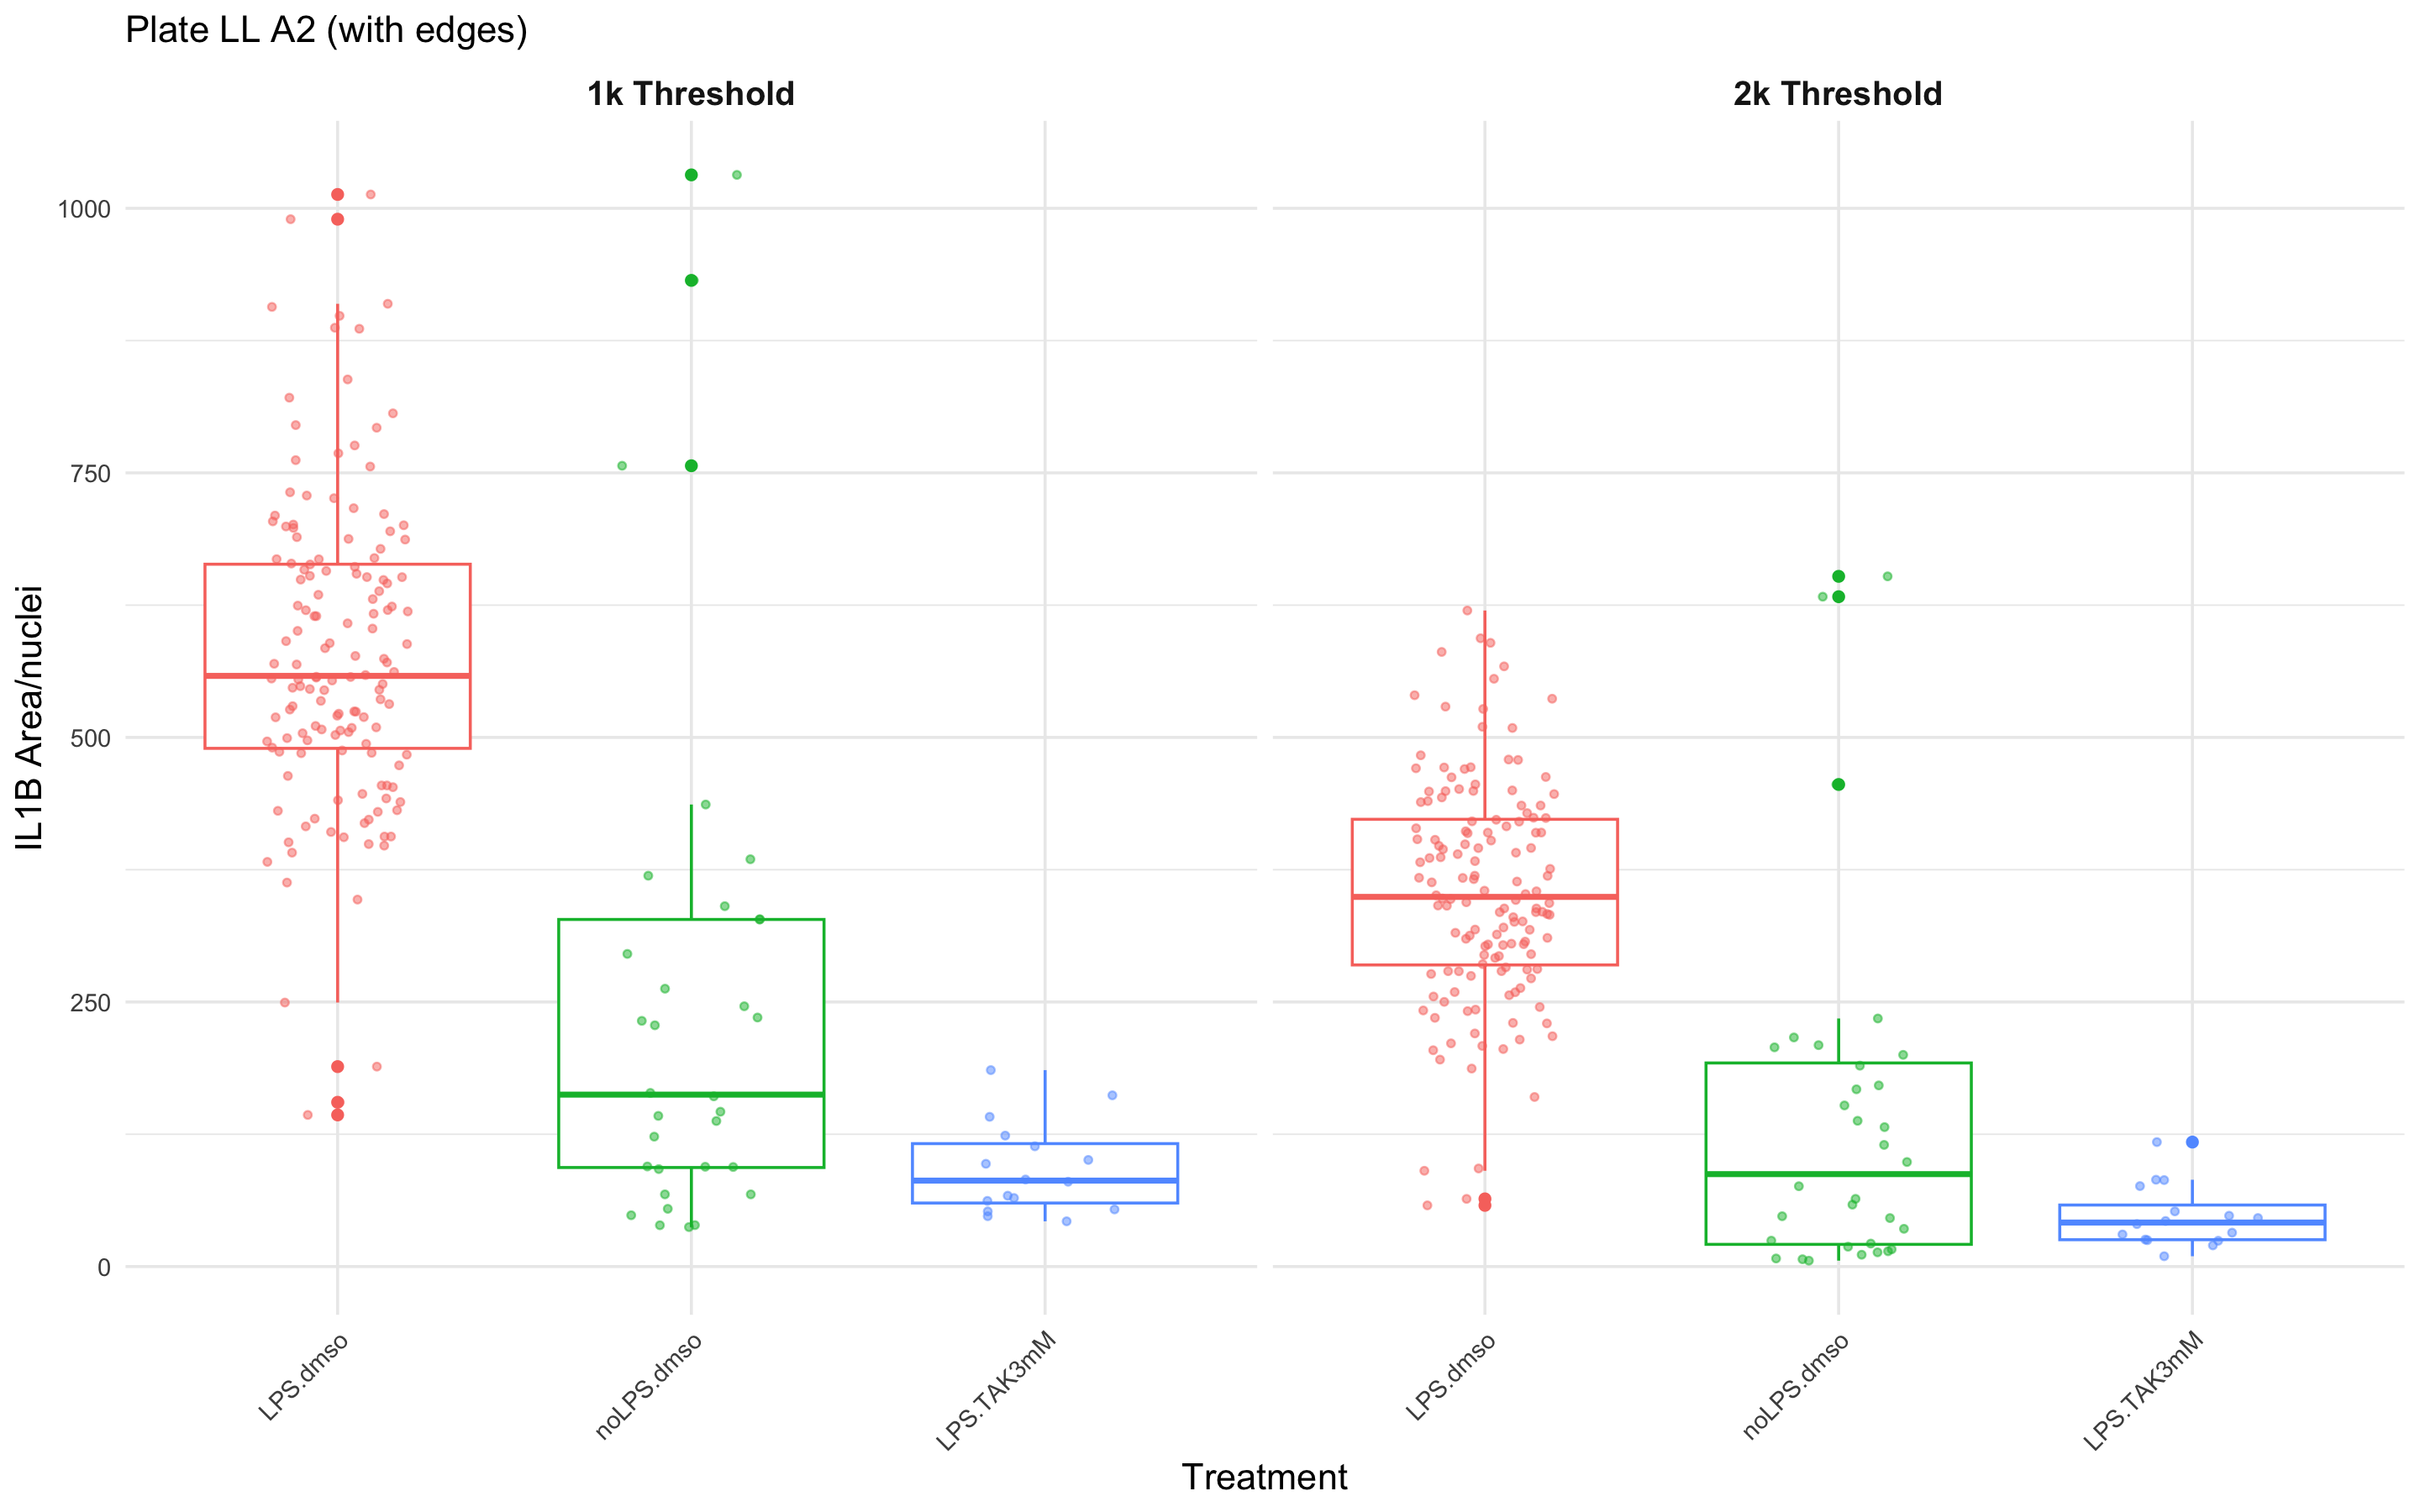 Plate LL A2 (with edges)
1k Threshold
2k Threshold
IL1B Area/nuclei
1000
750
500
250
0
LPS.dmso
noLPS.dmso
LPS.TAK3mM
LPS.dmso
noLPS.dmso
LPS.TAK3mM
Treatment